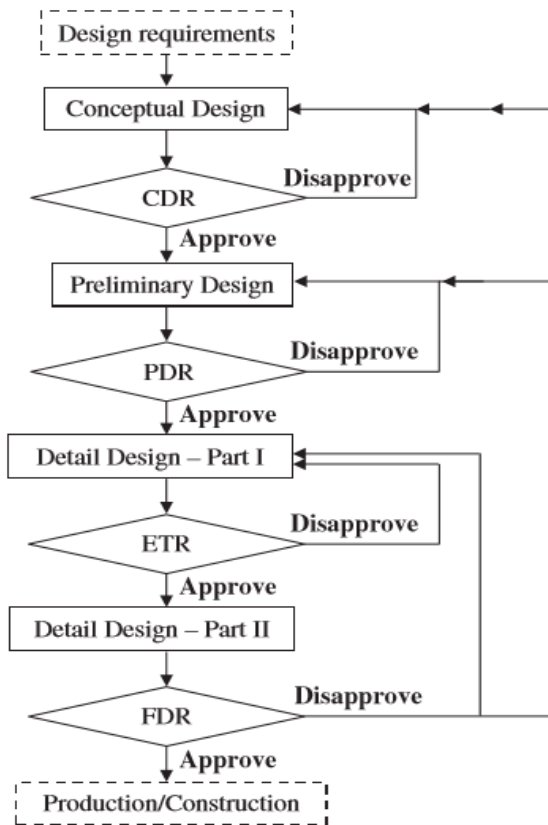 Design requirements
Conceptual Design
Disapprove
CDR
Approve
Preliminary Design
Disapprove
PDR
Approve
Detail Design – Part I
Disapprove
ETR
Approve
Detail Design – Part II
Disapprove
FDR
Approve
Production/Construction